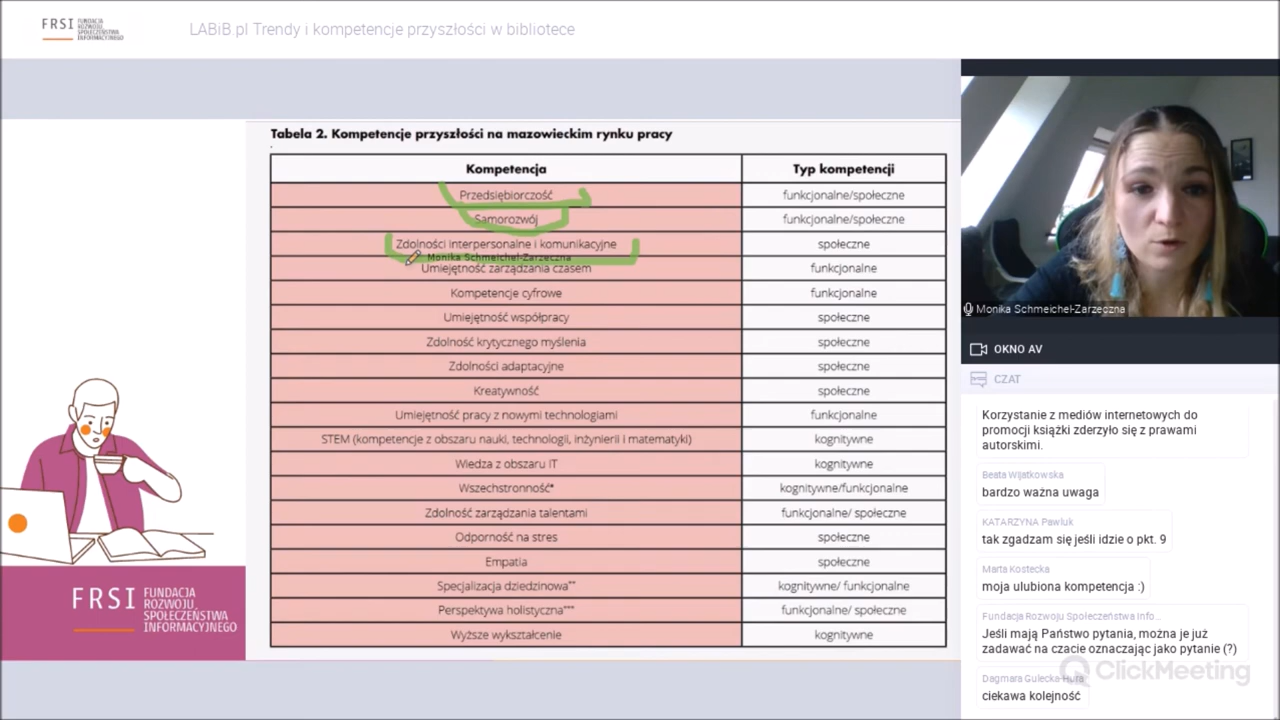 FRSI FUNDACJA
ROZWOJU
SPOŁECZEŃSTWA
INFORMACYJNEGO
LABiB.pl Trendy i kompetencje przyszłości w bibliotece
Tabela 2. Kompetencje przyszłości na mazowieckim rynku pracy
Kompetencja Typ kompetencji
Przedsiębiorczość funkcjonalne/społeczne
Samorozwój funkcjonalne/społeczne
Zdolności interpersonalne i komunikacyjne społeczne
Monika Schmeichel-Zarzeczna
Umiejętność zarządzania czasem funkcjonalne
Kompetencje cyfrowe funkcjonalne
Umiejętność współpracy społeczne
Zdolność krytycznego myślenia społeczne
Zdolności adaptacyjne społeczne
Kreatywność społeczne
Umiejętność pracy z nowymi technologiami funkcjonalne
STEM (kompetencje z obszaru nauki, technologii, inżynierii i matematyki) kognitywne
Wiedza z obszaru IT kognitywne
Wszechstronność* kognitywne/funkcjonalne
Zdolność zarządzania talentami funkcjonalne/ społeczne
Odporność na stres społeczne
Empatia społeczne
Specjalizacja dziedzinowa** kognitywne/ funkcjonalne
Perspektywa holistyczna*** funkcjonalne/ społeczne
Wyższe wykształcenie kognitywne
FRSI FUNDACJA
ROZWOJU
SPOŁECZEŃSTWA
INFORMACYJNEGO
Monika Schmeichel-Zarzeczna
OKNO AV
CZAT
Korzystanie z mediów internetowych do
promocji książki zderzyło się z prawami
autorskimi.
Beata Wijatkowska
bardzo ważna uwaga
KATARZYNA Pawluk
tak zgadzam się jeśli idzie o pkt. 9
Marta Kostecka
moja ulubiona kompetencja :)
Fundacja Rozwoju Społeczeństwa Info...
Jeśli mają Państwo pytania, można je już
zadawać na czacie oznaczając jako pytanie (?)
Dagmara Gulecka-Hura
ciekawa kolejność
ClickMeeting